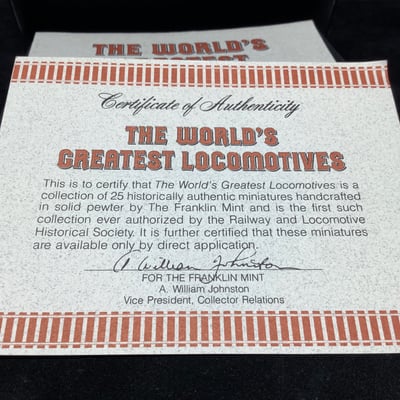 THE WORLD'S
GREATEST
Certificate of Authenticity
THE WORLD'S
GREATEST LOCOMOTIVES
This is to certify that The World's Greatest Locomotives is a
collection of 25 historically authentic miniatures handcrafted
in solid pewter by The Franklin Mint and is the first such
collection ever authorized by the Railway and Locomotive
Historical Society. It is further certified that these miniatures
are available only by direct application.
A William Johnston
FOR THE FRANKLIN MINT
A. William Johnston
Vice President, Collector Relations